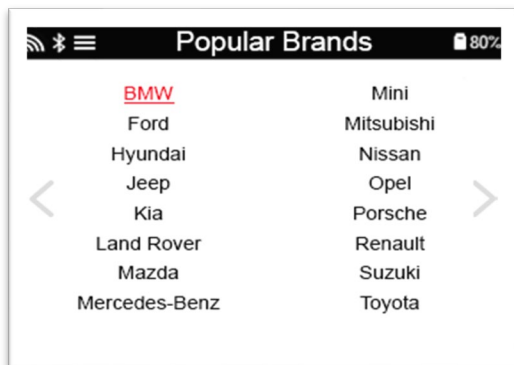 Popular Brands
80%
BMW
Ford
Hyundai
Jeep
Kia
Land Rover
Mazda
Mercedes-Benz
Mini
Mitsubishi
Nissan
Opel
Porsche
Renault
Suzuki
Toyota